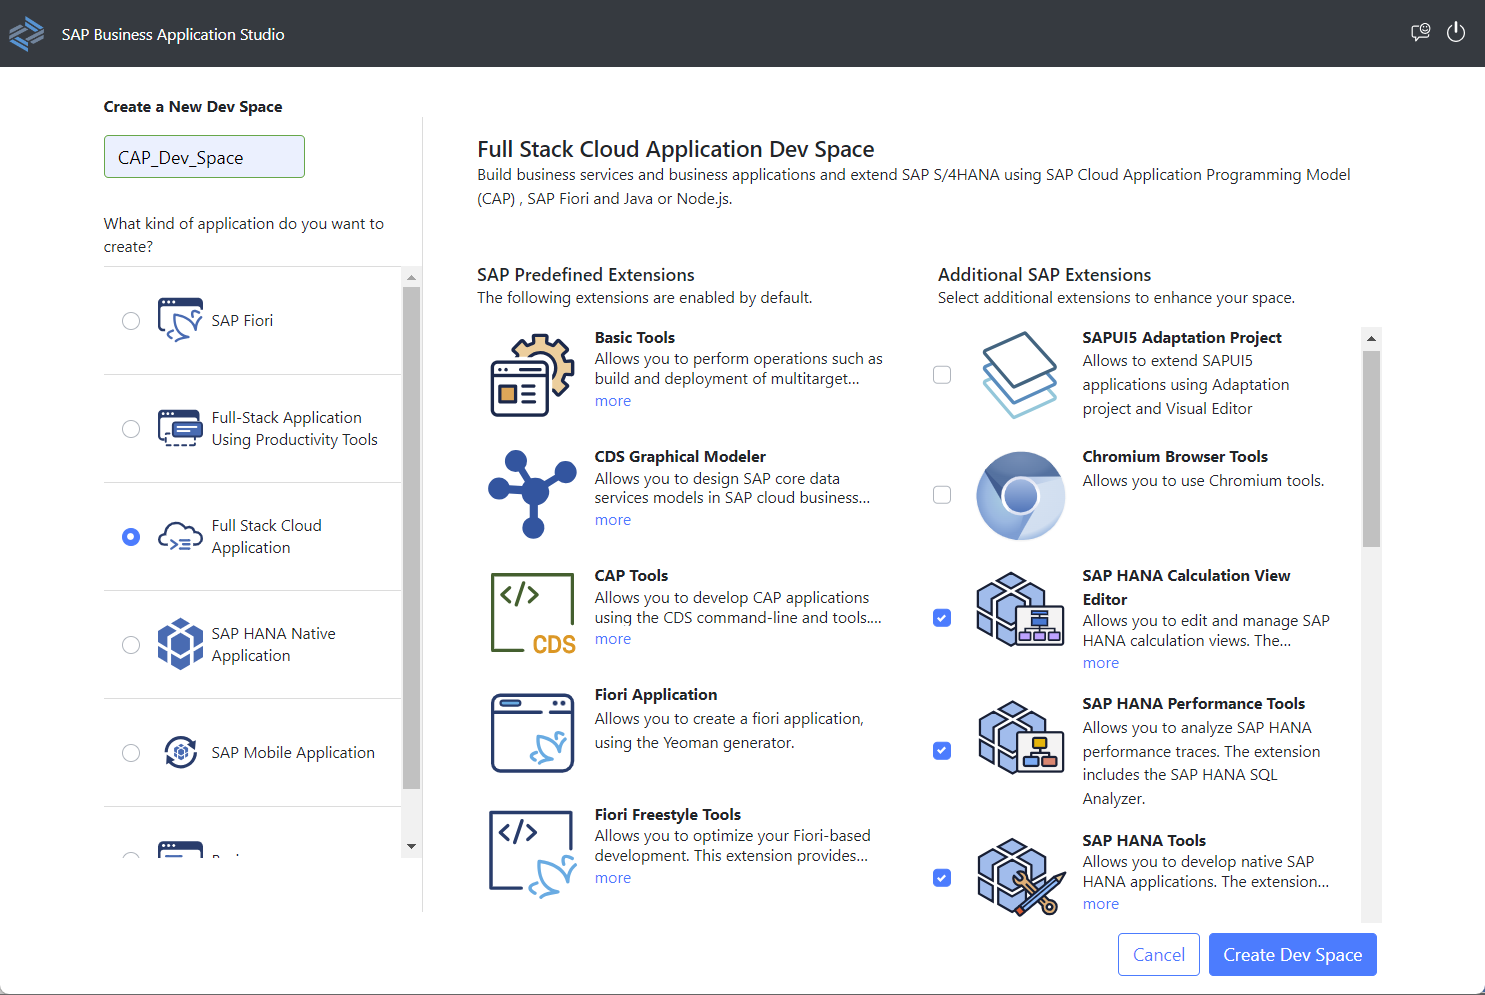 SAP Business Application Studio
Create a New Dev Space
CAP_Dev_Space
What kind of application do you want to
create?
SAP Fiori
Full-Stack Application
Using Productivity Tools
Full Stack Cloud
Application
SAP HANA Native
Application
SAP Mobile Application
Full Stack Cloud Application Dev Space
Build business services and business applications and extend SAP S/4HANA using SAP Cloud Application Programming Model
(CAP) , SAP Fiori and Java or Node.js.
SAP Predefined Extensions
The following extensions are enabled by default.
Basic Tools
Allows you to perform operations such as
build and deployment of multitarget...
more
CDS Graphical Modeler
Allows you to design SAP core data
services models in SAP cloud business...
more
</>
CDS
CAP Tools
Allows you to develop CAP applications
using the CDS command-line and tools....
more
Fiori Application
Allows you to create a fiori application,
using the Yeoman generator.
</>
Fiori Freestyle Tools
Allows you to optimize your Fiori-based
development. This extension provides...
more
Additional SAP Extensions
Select additional extensions to enhance your space.
SAPUI5 Adaptation Project
Allows to extend SAPUI5
applications using Adaptation
project and Visual Editor
Chromium Browser Tools
Allows you to use Chromium tools.
SAP HANA Calculation View
Editor
Allows you to edit and manage SAP
HANA calculation views. The...
more
SAP HANA Performance Tools
Allows you to analyze SAP HANA
performance traces. The extension
includes the SAP HANA SQL
Analyzer.
SAP HANA Tools
Allows you to develop native SAP
HANA applications. The extension...
more
Cancel
Create Dev Space